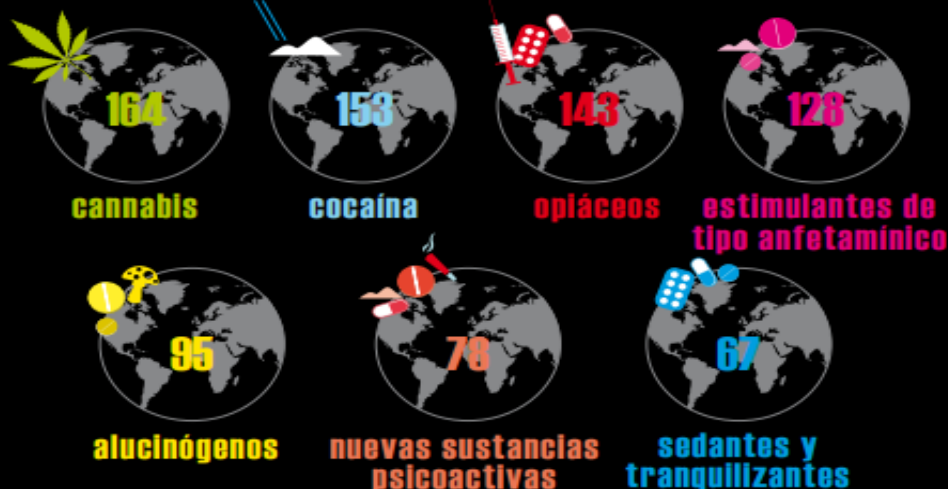 164 153 143 128
cannabis cocaína opiáceos estimulantes de
tipo anfetamínico
95 78 67
alucinógenos nuevas sustancias sedantes y
psicoactivas tranquilizantes